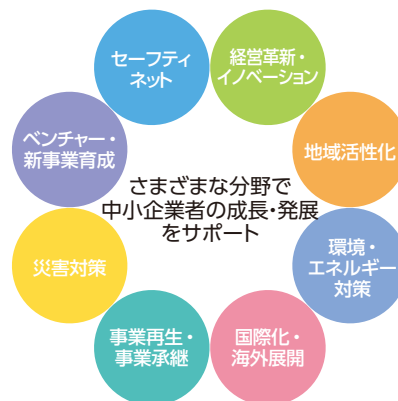 セーフティ
ネット
経営革新・
イノベーション
地域活性化
環境・
エネルギー
対策
国際化・
海外展開
事業再生・
事業承継
災害対策
ベンチャー・
新事業育成
さまざまな分野で
中小企業者の成長・発展
をサポート